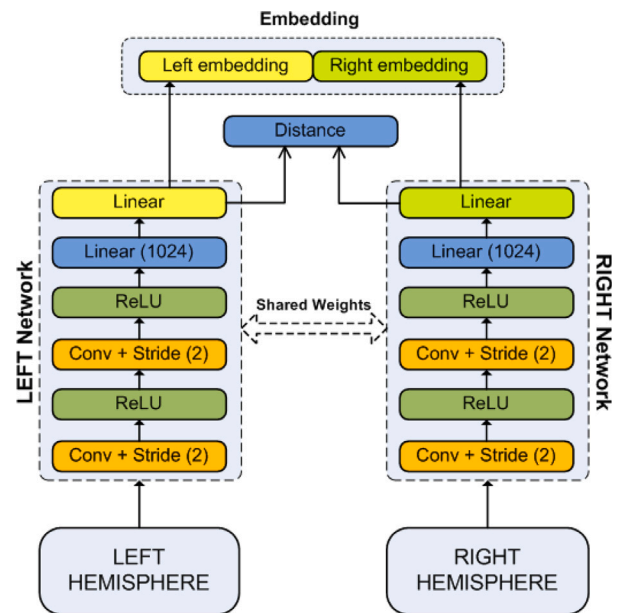 Embedding
Left embedding
Right embedding
Distance
Linear
Linear
Linear (1024)
Linear (1024)
ReLU
ReLU
Shared Weights
Conv + Stride (2)
Conv + Stride (2)
ReLU
ReLU
Conv + Stride (2)
Conv + Stride (2)
LEFT Network
RIGHT Network
LEFT
HEMISPHERE
RIGHT
HEMISPHERE